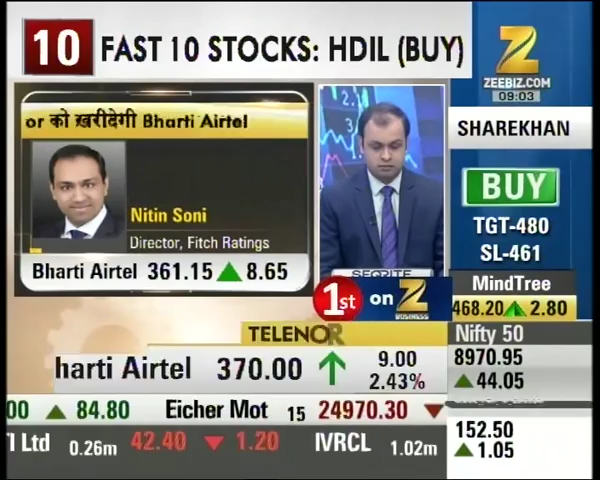 10 FAST 10 STOCKS: HDIL (BUY)
Z
ZEEBIZ.COM
09:03
or को ख़रीदेगी Bharti Airtel
Nitin Soni
Director, Fitch Ratings
Bharti Airtel 361.15 ▲ 8.65
SHAREKHAN
BUY
TGT-480
SL-461
MindTree
468.20 ▲ 2.80
1st on Z BUSINESS
TELENOR
harti Airtel 370.00 ↑ 9.00
2.43%
Nifty 50
8970.95
▲ 44.05
00 ▲ 84.80 Eicher Mot 15 24970.30 ▼
TI Ltd 0.26m 42.40 ▼ 1.20 IVRCL 1.02m
152.50
▲ 1.05